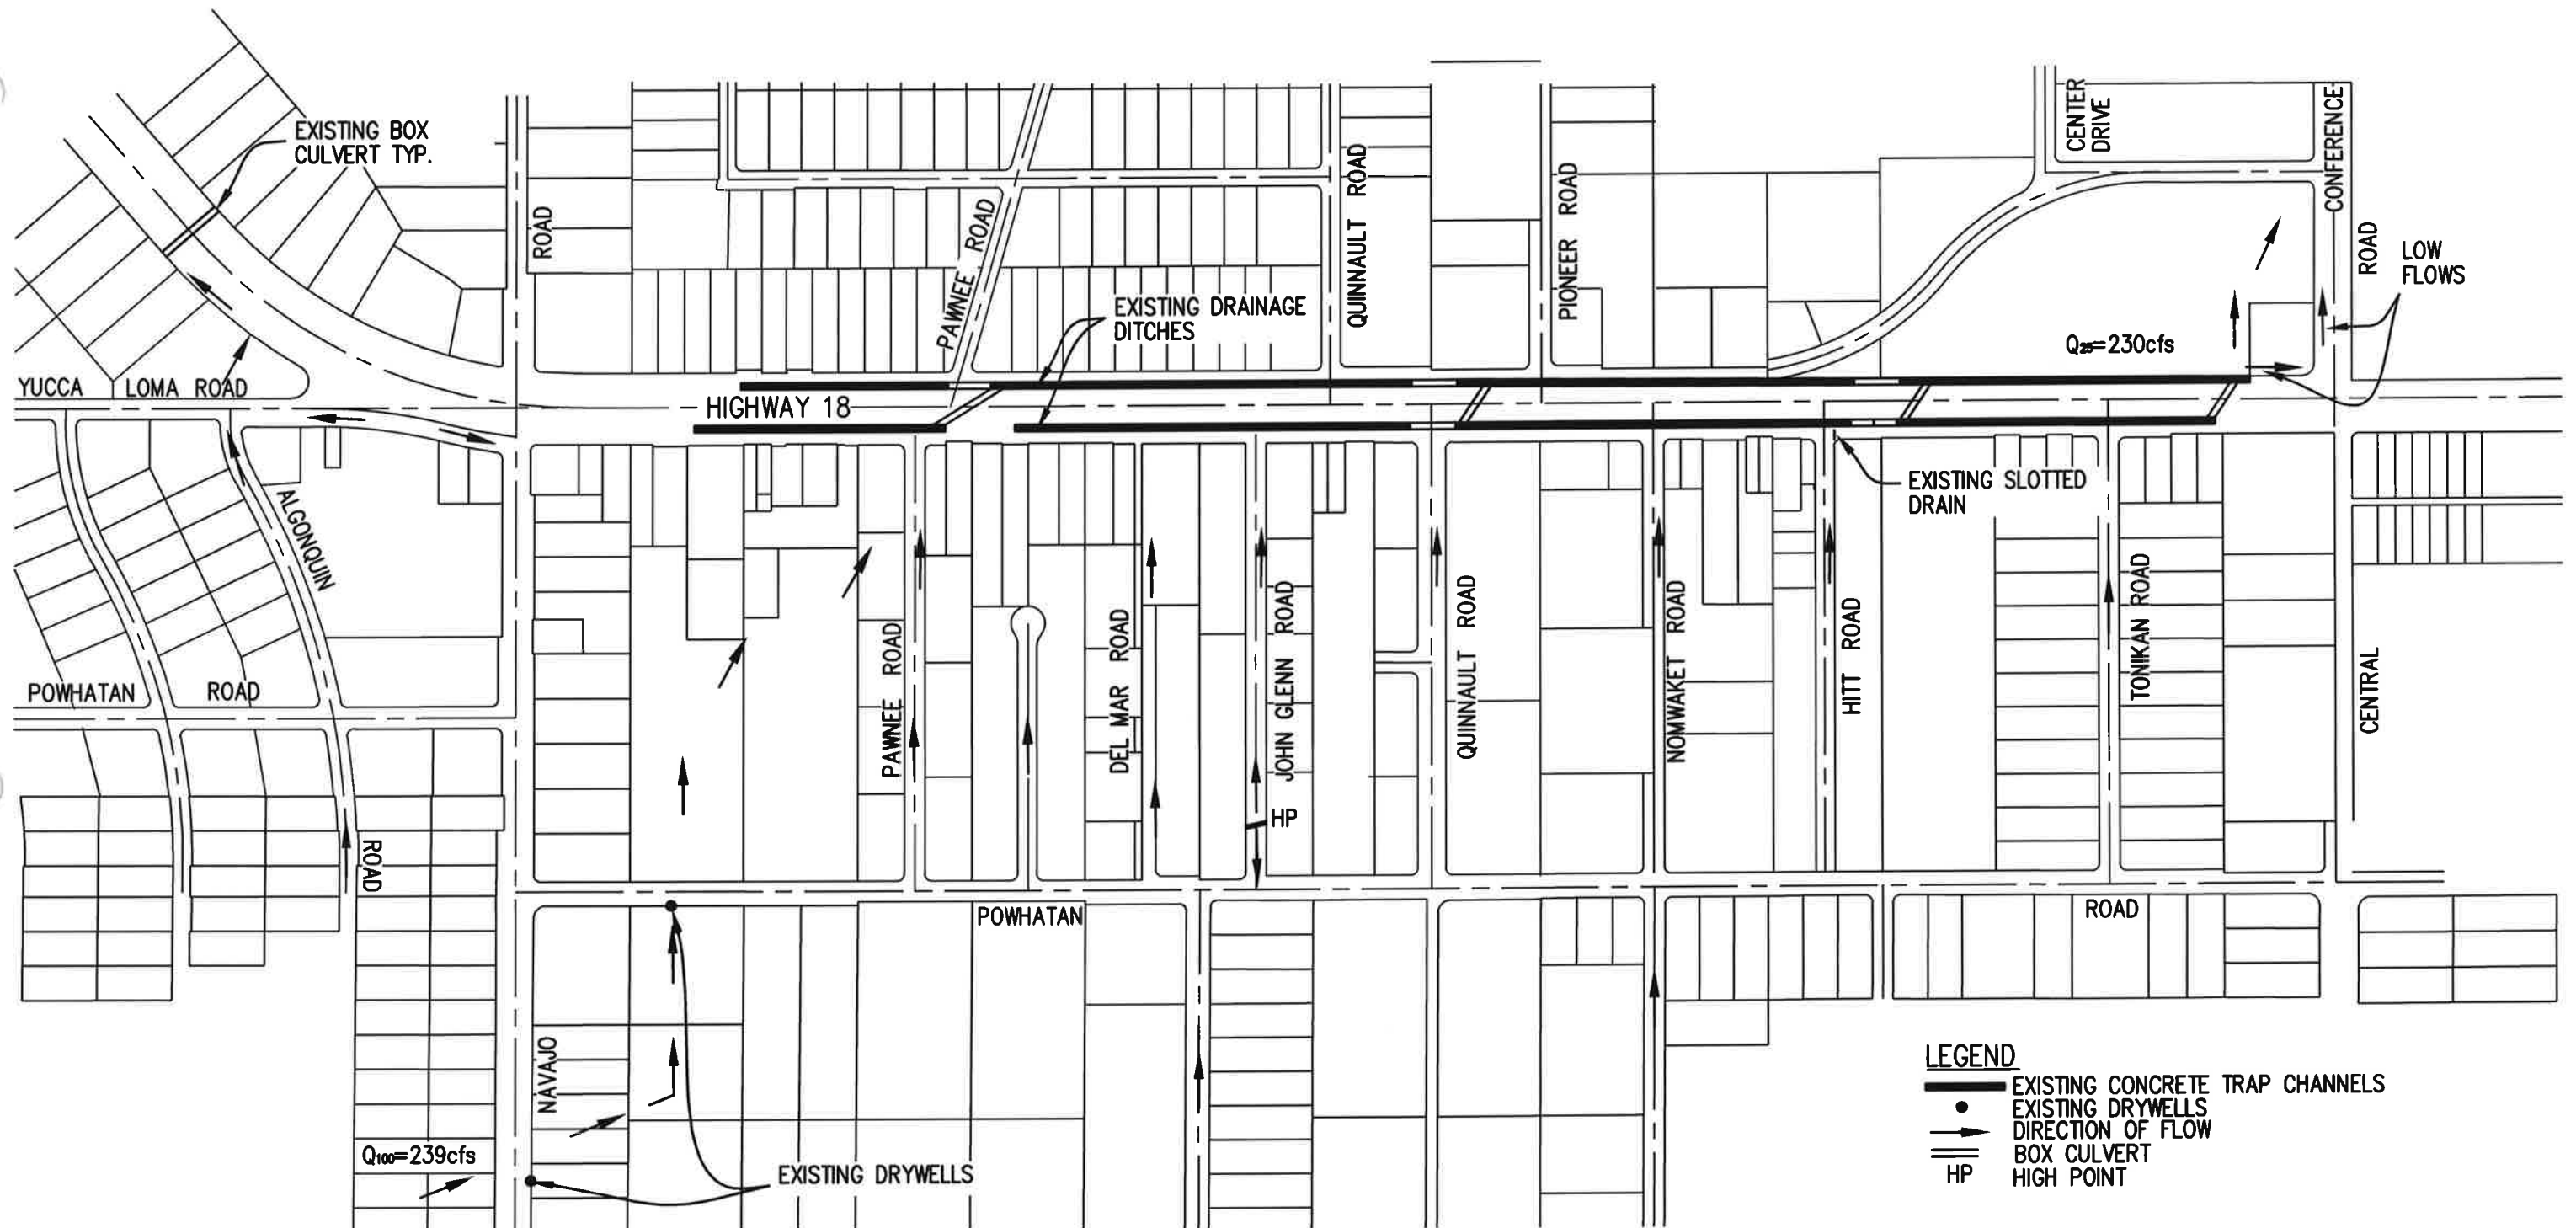 EXISTING BOX
CULVERT TYP.
ROAD
PAWNEE ROAD
QUINNAULT ROAD
PIONEER ROAD
CENTER
DRIVE
CONFERENCE
ROAD
LOW
FLOWS
EXISTING DRAINAGE
DITCHES
Q₂₅=230cfs
YUCCA LOMA ROAD
HIGHWAY 18
EXISTING SLOTTED
DRAIN
ALGONQUIN
ROAD
POWHATAN ROAD
PAWNEE ROAD
DEL MAR ROAD
JOHN GLENN ROAD
HP
QUINNAULT ROAD
NOMWAKET ROAD
HITT ROAD
TONIKAN ROAD
CENTRAL
POWHATAN
ROAD
NAVAJO
Q₁₀₀=239cfs
EXISTING DRYWELLS
LEGEND
EXISTING CONCRETE TRAP CHANNELS
EXISTING DRYWELLS
DIRECTION OF FLOW
BOX CULVERT
HP HIGH POINT